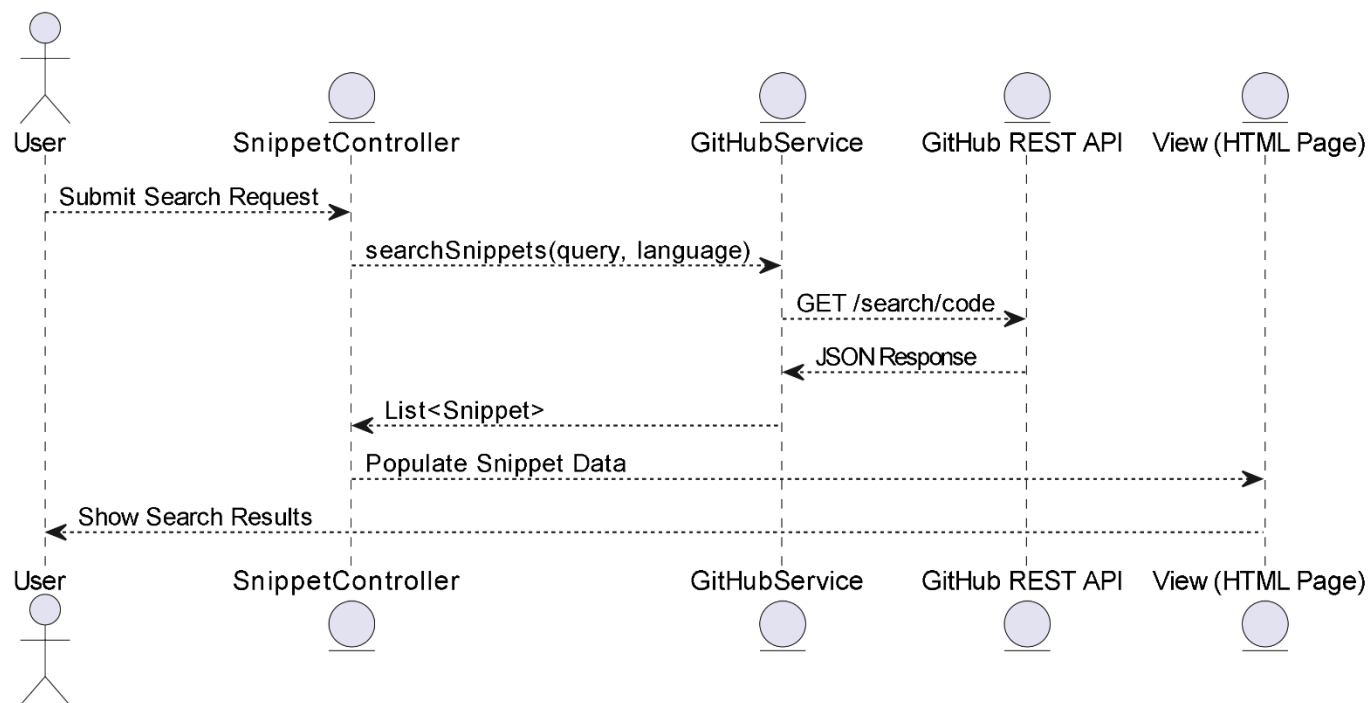 User SnippetController GitHubService GitHub REST API View (HTML Page)
Submit Search Request
searchSnippets(query, language)
GET /search/code
JSON Response
List<Snippet>
Populate Snippet Data
Show Search Results
User SnippetController GitHubService GitHub REST API View (HTML Page)